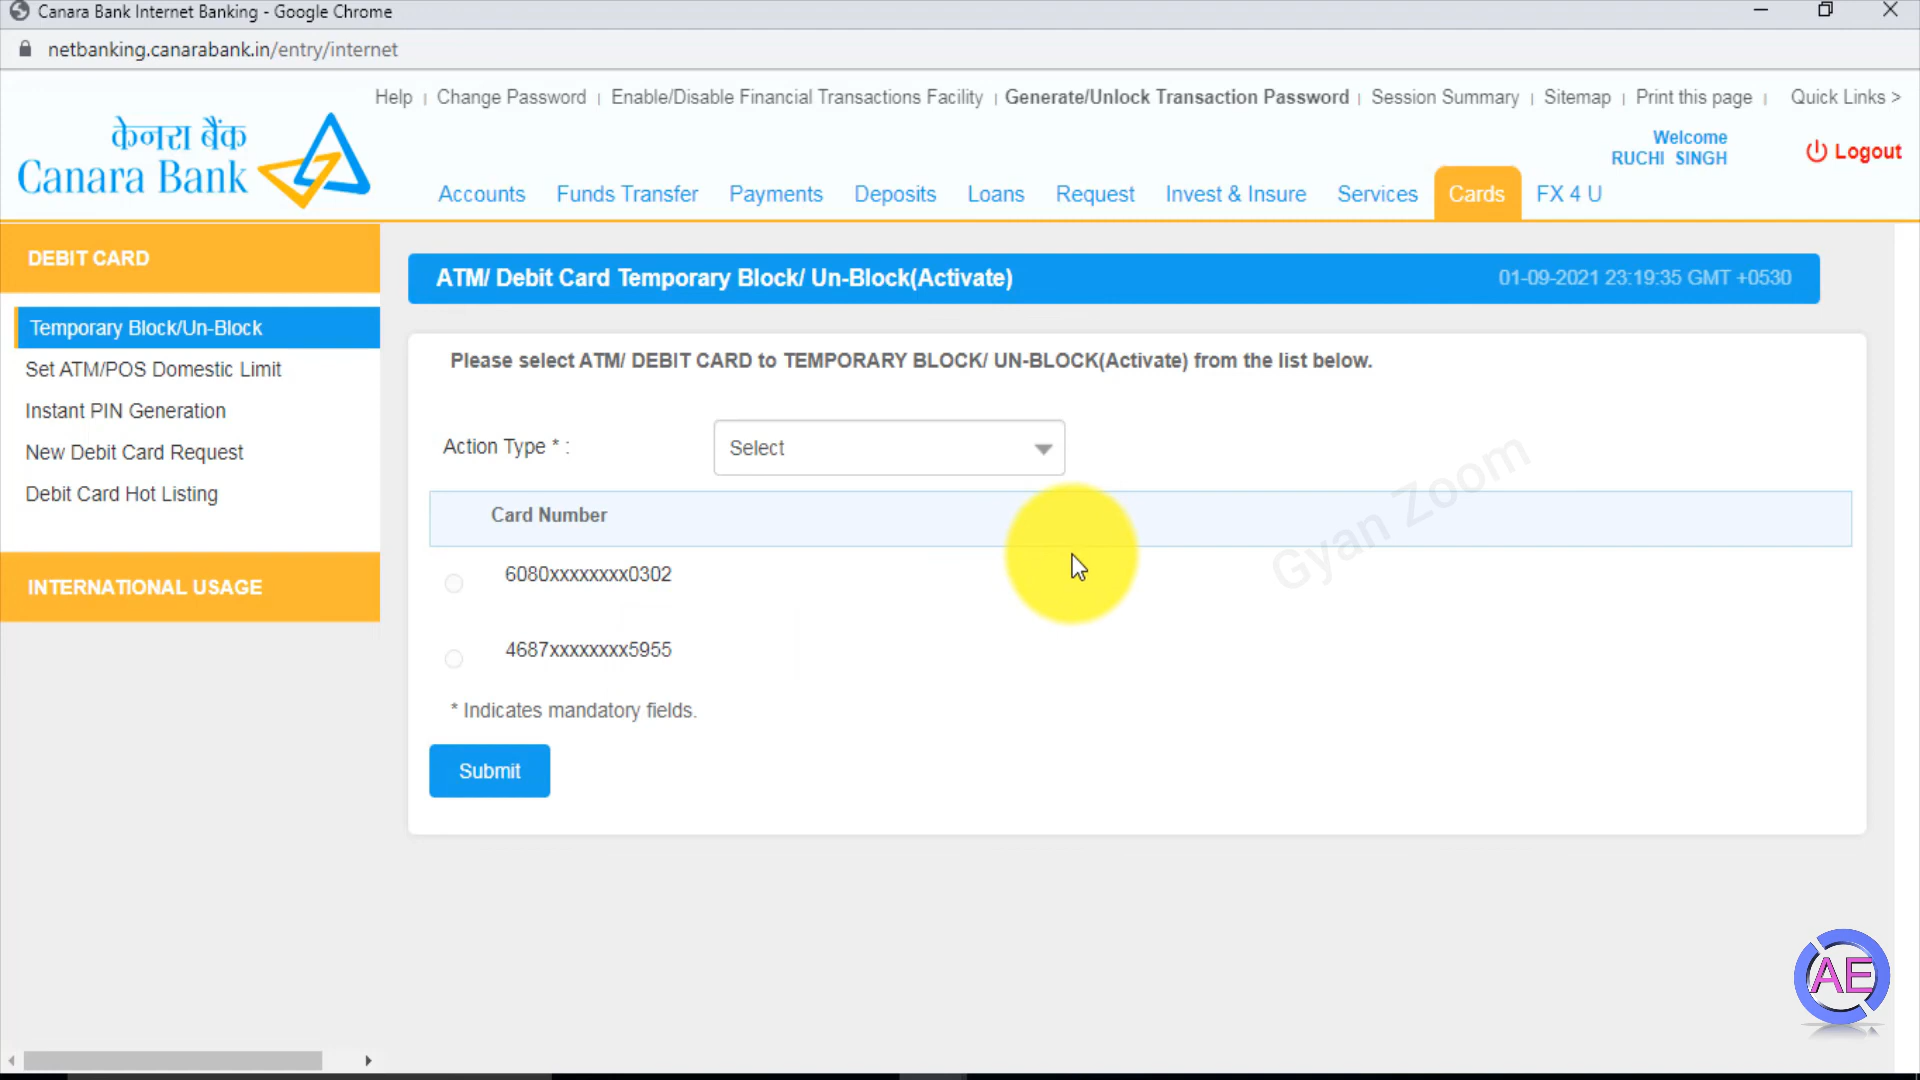 Canara Bank Internet Banking - Google Chrome
netbanking.canarabank.in/entry/internet
Help | Change Password | Enable/Disable Financial Transactions Facility | Generate/Unlock Transaction Password | Session Summary | Sitemap | Print this page | Quick Links >
केनरा बैंक
Canara Bank
Welcome
RUCHI SINGH
Logout
Accounts Funds Transfer Payments Deposits Loans Request Invest & Insure Services Cards FX 4 U
DEBIT CARD
Temporary Block/Un-Block
Set ATM/POS Domestic Limit
Instant PIN Generation
New Debit Card Request
Debit Card Hot Listing
INTERNATIONAL USAGE
ATM/ Debit Card Temporary Block/ Un-Block(Activate) 01-09-2021 23:19:35 GMT +0530
Please select ATM/ DEBIT CARD to TEMPORARY BLOCK/ UN-BLOCK(Activate) from the list below.
Action Type * : Select
Card Number
6080xxxxxxxx0302
4687xxxxxxxx5955
* Indicates mandatory fields.
Submit
Gyan Zoom
AE